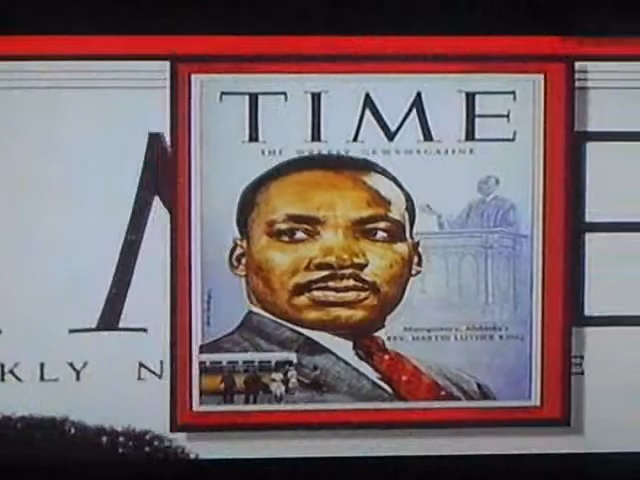 TIME
THE WEEKLY NEWSMAGAZINE
Montgomery, Alabama's
REV. MARTIN LUTHER KING
M
KLY N
E